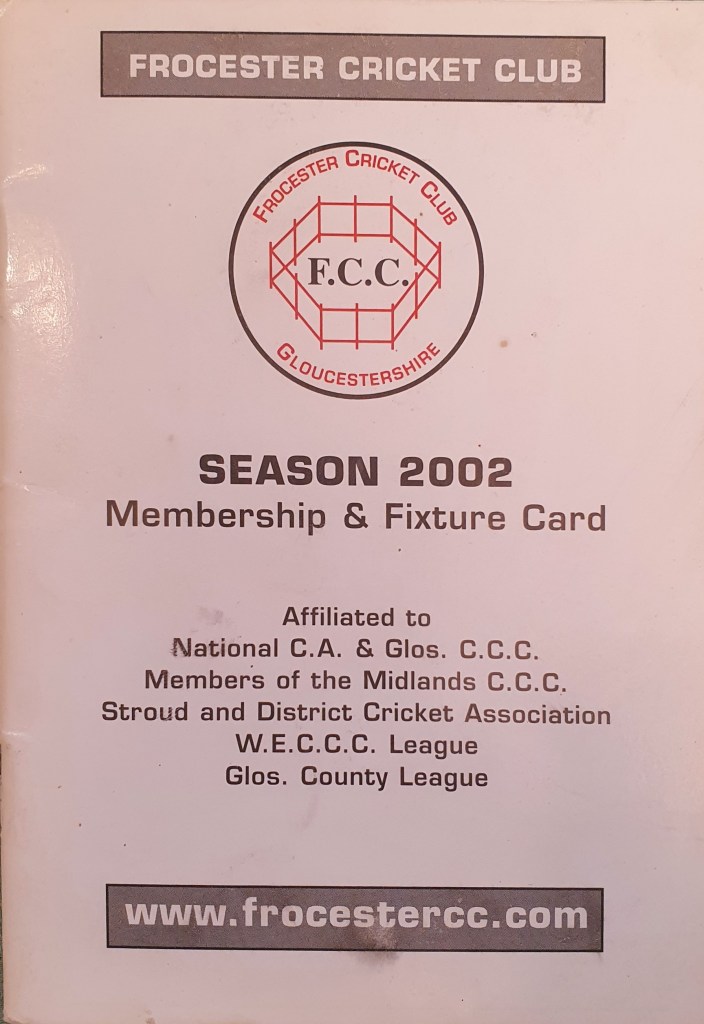 FROCESTER CRICKET CLUB
FROCESTER CRICKET CLUB
F.C.C.
GLOUCESTERSHIRE
SEASON 2002
Membership & Fixture Card
Affiliated to
National C.A. & Glos. C.C.C.
Members of the Midlands C.C.C.
Stroud and District Cricket Association
W.E.C.C.C. League
Glos. County League
www.frocestercc.com